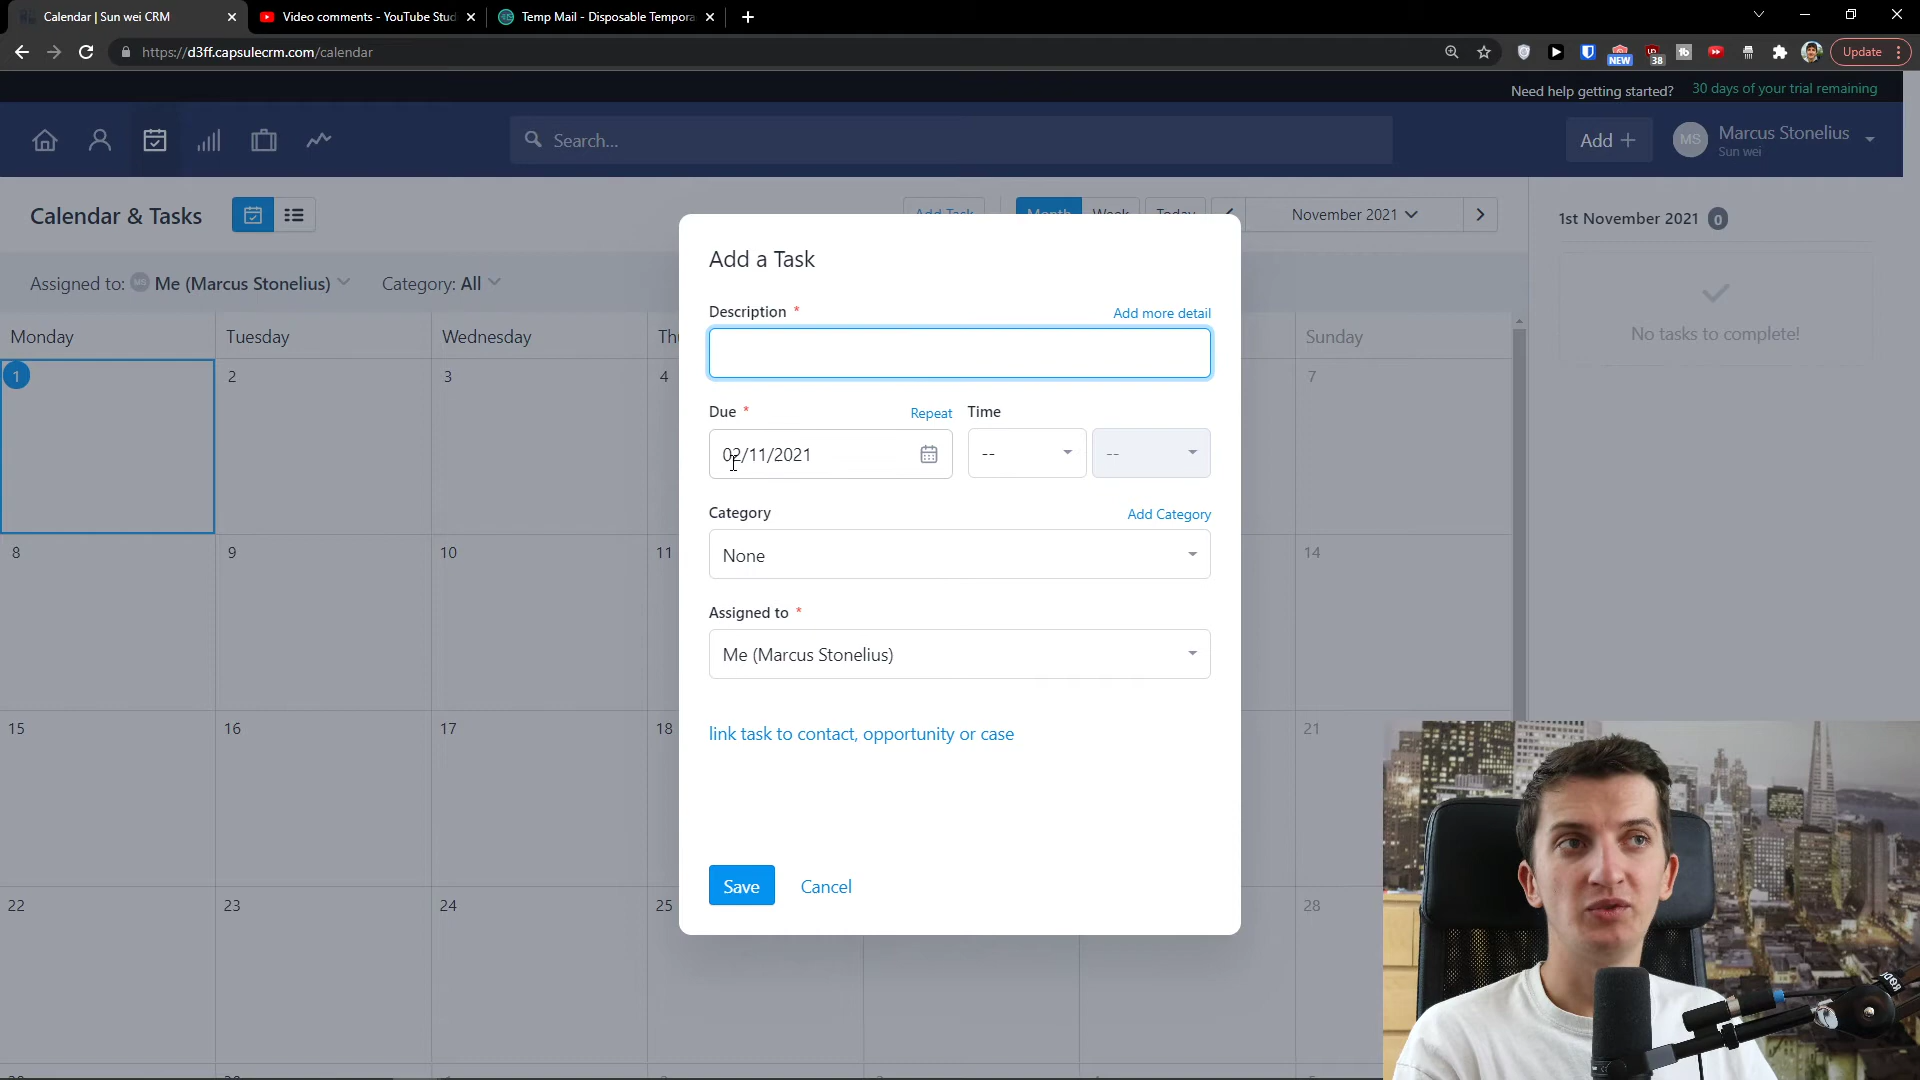 Calendar | Sun wei CRM
Video comments - YouTube Stud
Temp Mail - Disposable Tempora
https://d3ff.capsulecrm.com/calendar
NEW
38
Update
Need help getting started?
30 days of your trial remaining
Search...
Add +
MS
Marcus Stonelius
Sun wei
Calendar & Tasks
Add Task
Month
Week
Today
November 2021
1st November 2021 0
Assigned to: MS Me (Marcus Stonelius)
Category: All
No tasks to complete!
Monday
Tuesday
Wednesday
Th
Sunday
1
2
3
4
7
8
9
10
11
14
15
16
17
18
21
22
23
24
25
28
Add a Task
Description *
Add more detail
Due *
Repeat
Time
02/11/2021
--
--
Category
Add Category
None
Assigned to *
Me (Marcus Stonelius)
link task to contact, opportunity or case
Save
Cancel
RODE